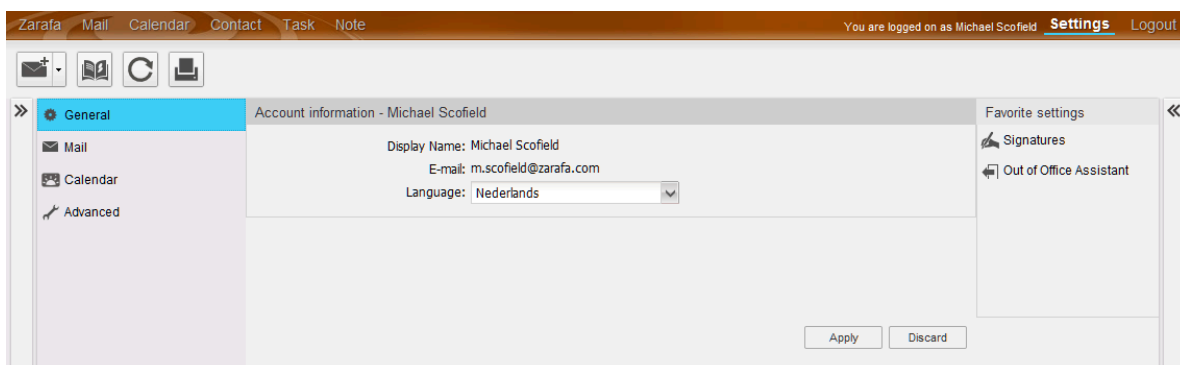 Zarafa Mail Calendar Contact Task Note You are logged on as Michael Scofield Settings Logout
General
Mail
Calendar
Advanced
Account information - Michael Scofield
Display Name: Michael Scofield
E-mail: m.scofield@zarafa.com
Language: Nederlands
Apply Discard
Favorite settings
Signatures
Out of Office Assistant